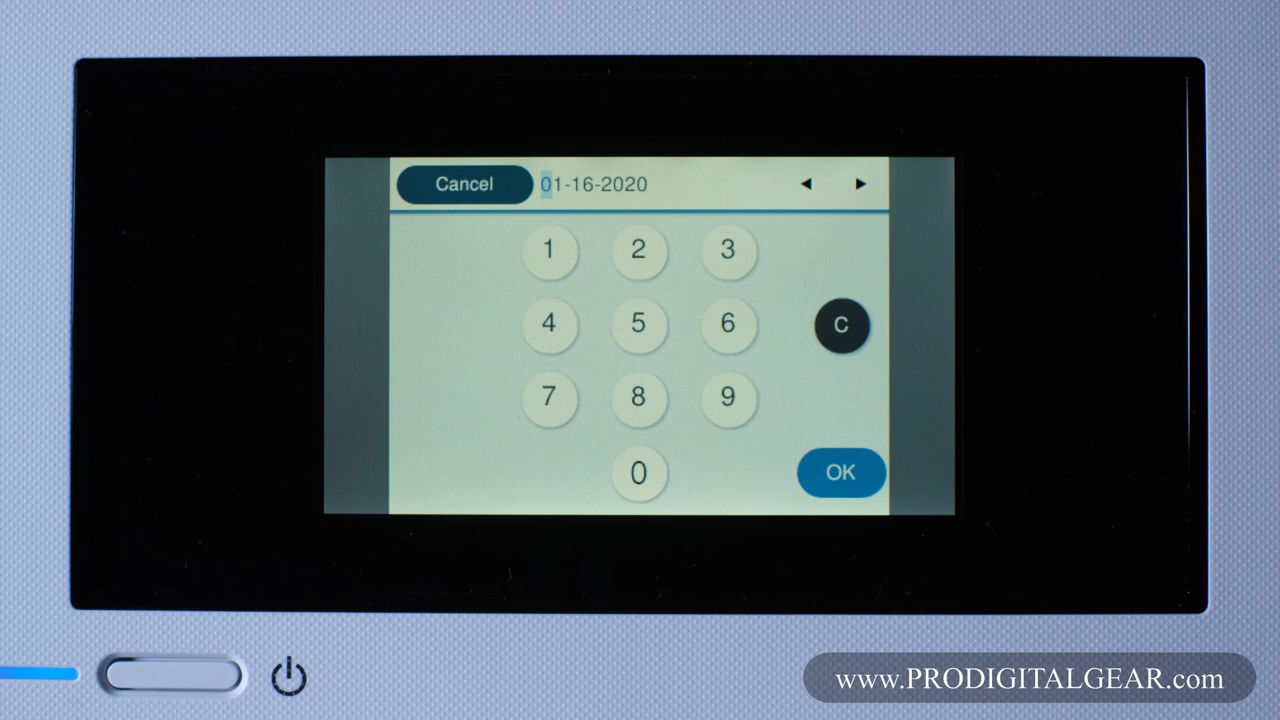 Cancel 01-16-2020 ◀ ▶
1 2 3
4 5 6 C
7 8 9
0 OK
www.PRODIGITALGEAR.com